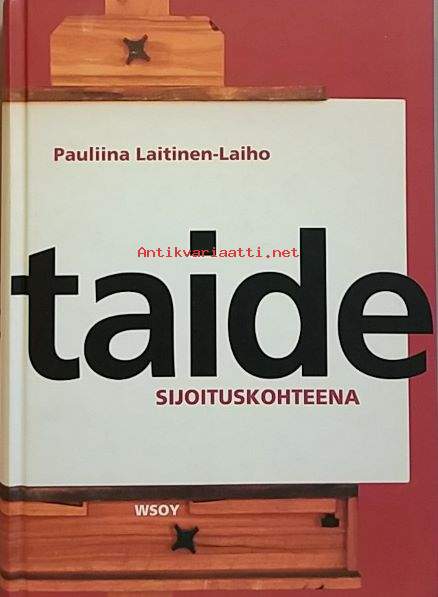 Pauliina Laitinen-Laiho
Antikvariaatti.net
taide
SIJOITUSKOHTEENA
WSOY